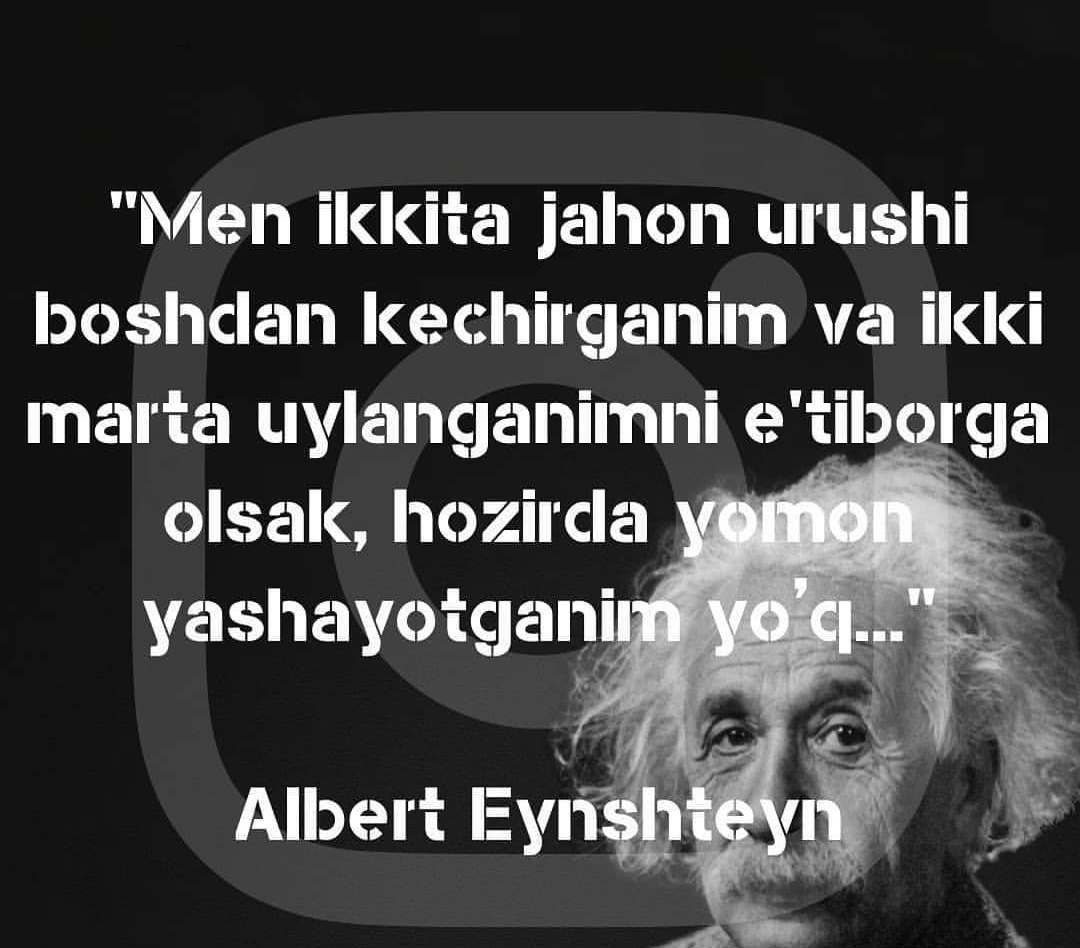 "Men ikkita jahon urushi
boshdan kechirganim va ikki
marta uylanganimni e'tiborga
olsak, hozirda yomon
yashayotganim yo’q..."
Albert Eynshteyn